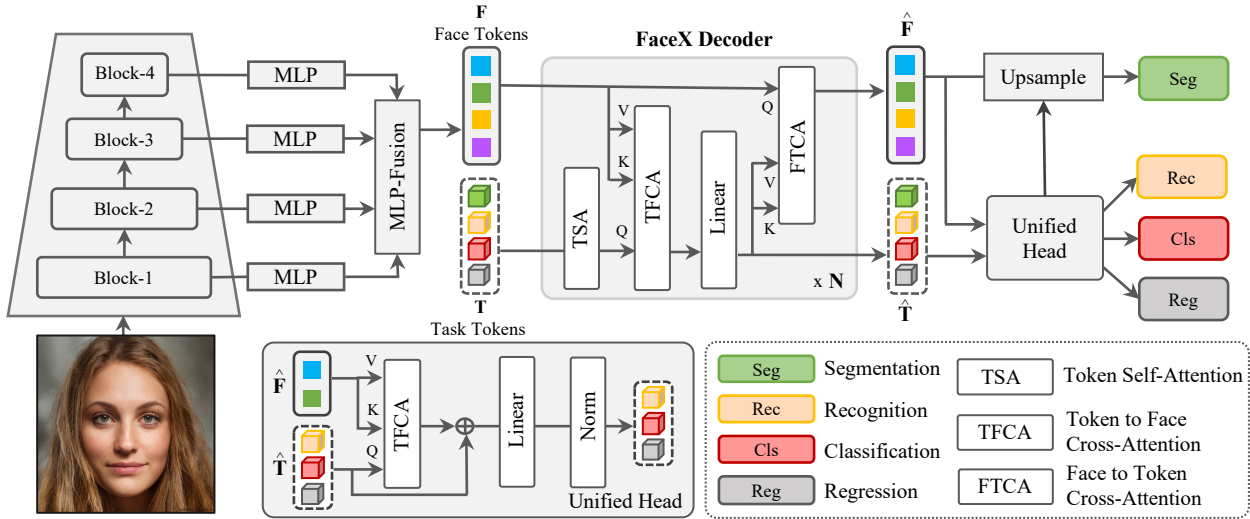 F
Face Tokens
FaceX Decoder
F̂
Block-4
MLP
Upsample
Seg
Block-3
MLP
MLP-Fusion
V
K
Q
TSA
TFCA
Linear
Q
V
K
FTCA
Block-2
MLP
Rec
Unified
Head
Cls
Block-1
MLP
x N
Reg
T
Task Tokens
T̂
F̂
V
K
Q
T̂
TFCA
Linear
Norm
Unified Head
Seg
Segmentation
Rec
Recognition
Cls
Classification
Reg
Regression
TSA
Token Self-Attention
TFCA
Token to Face
Cross-Attention
FTCA
Face to Token
Cross-Attention